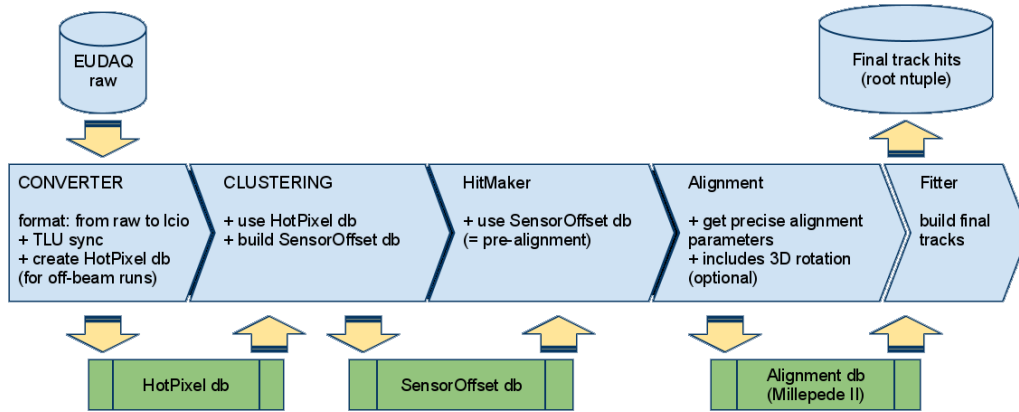 EUDAQ
raw
Final track hits
(root ntuple)
CONVERTER
format: from raw to lcio
+ TLU sync
+ create HotPixel db
(for off-beam runs)
CLUSTERING
+ use HotPixel db
+ build SensorOffset db
HitMaker
+ use SensorOffset db
(= pre-alignment)
Alignment
+ get precise alignment
parameters
+ includes 3D rotation
(optional)
Fitter
build final
tracks
HotPixel db
SensorOffset db
Alignment db
(Millepede II)